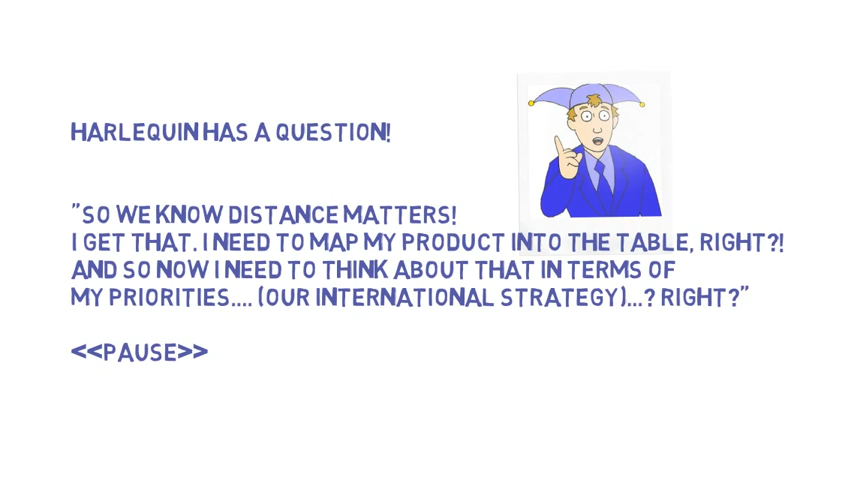 HARLEQUIN HAS A QUESTION!
"SO WE KNOW DISTANCE MATTERS!
I GET THAT. I NEED TO MAP MY PRODUCT INTO THE TABLE, RIGHT?!
AND SO NOW I NEED TO THINK ABOUT THAT IN TERMS OF
MY PRIORITIES.... (OUR INTERNATIONAL STRATEGY)...? RIGHT?"
<<PAUSE>>